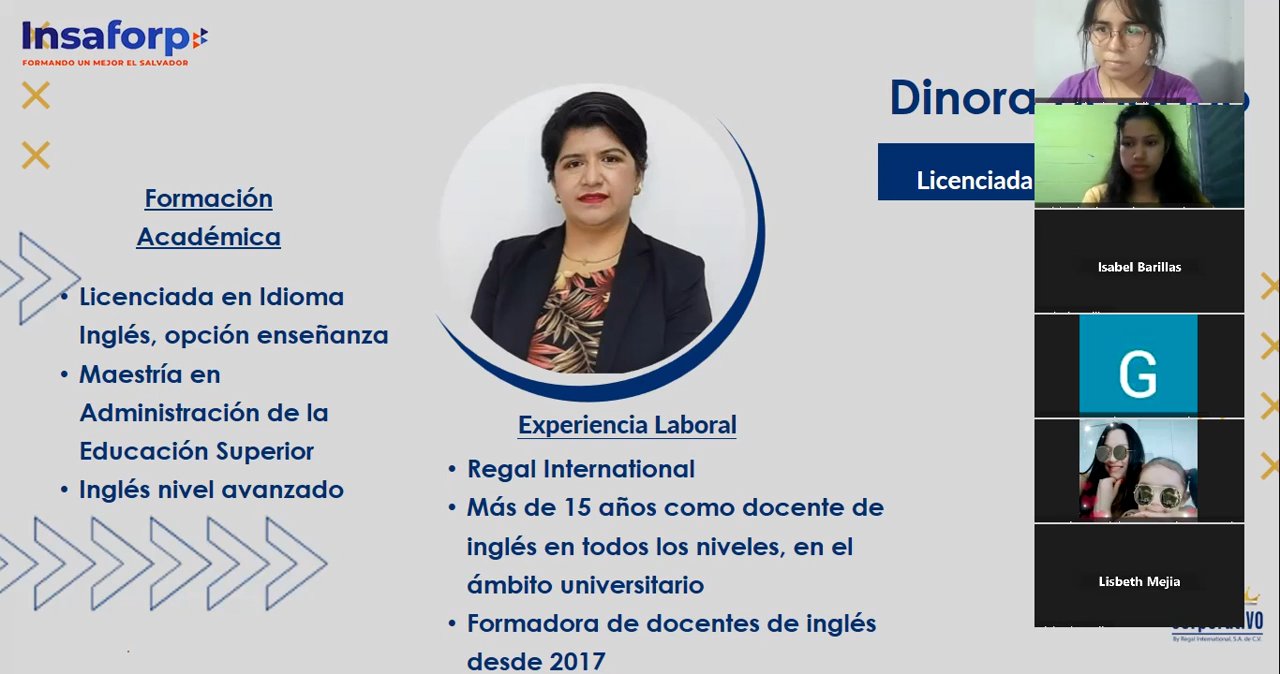 Insaforp
FORMANDO UN MEJOR EL SALVADOR
Dinora
Licenciada
Formación
Académica
• Licenciada en Idioma
Inglés, opción enseñanza
• Maestría en
Administración de la
Educación Superior
• Inglés nivel avanzado
Experiencia Laboral
• Regal International
• Más de 15 años como docente de
inglés en todos los niveles, en el
ámbito universitario
• Formadora de docentes de inglés
desde 2017
Isabel Barillas
G
Lisbeth Mejia
By Regal International, S.A. de C.V.